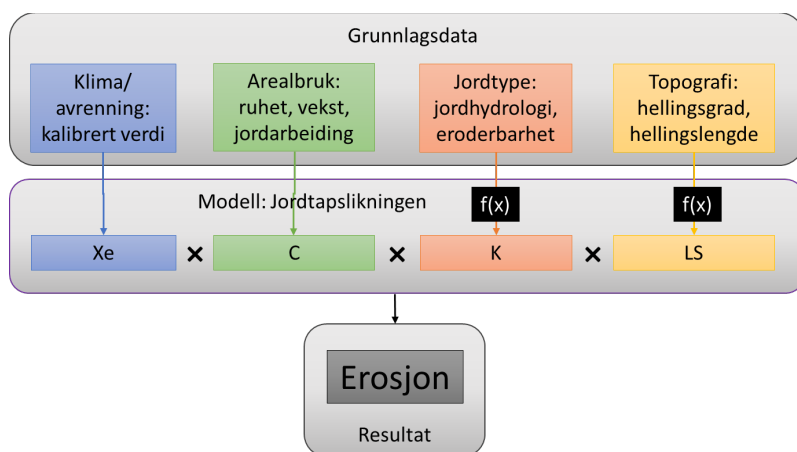 Grunnlagsdata
Klima/
avrenning:
kalibrert verdi
Arealbruk:
ruhet, vekst,
jordarbeiding
Jordtype:
jordhydrologi,
eroderbarhet
Topografi:
hellingsgrad,
hellingslengde
Modell: Jordtapslikningen
f(x)
f(x)
Xe × C × K × LS
Erosjon
Resultat